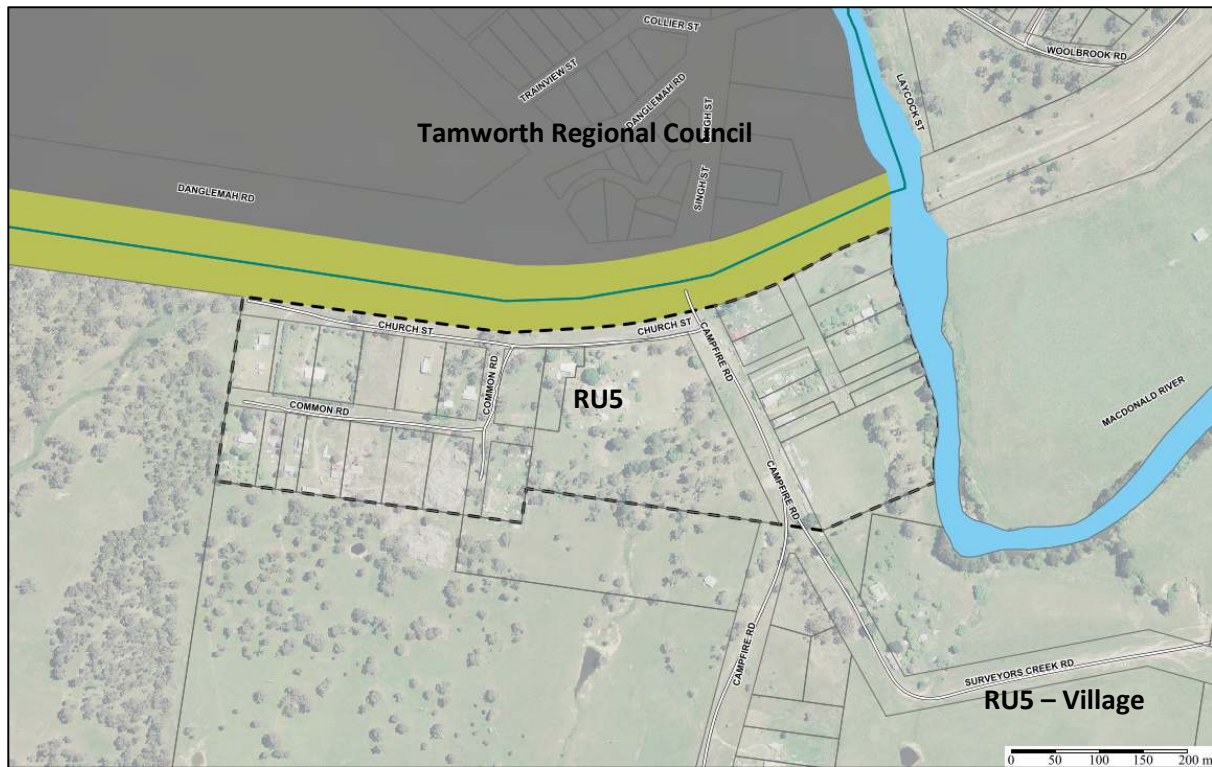 COLLIER ST
WOOLBROOK RD
TRAINVIEW ST
DANGLEMAH RD
LAYCOCK ST
SINGH ST
Tamworth Regional Council
SINGH ST
DANGLEMAH RD
CHURCH ST
CHURCH ST
CAMPFIRE RD
COMMON RD
RU5
MACDONALD RIVER
COMMON RD
CAMPFIRE RD
CAMPFIRE RD
SURVEYORS CREEK RD
RU5 – Village
0 50 100 150 200 m